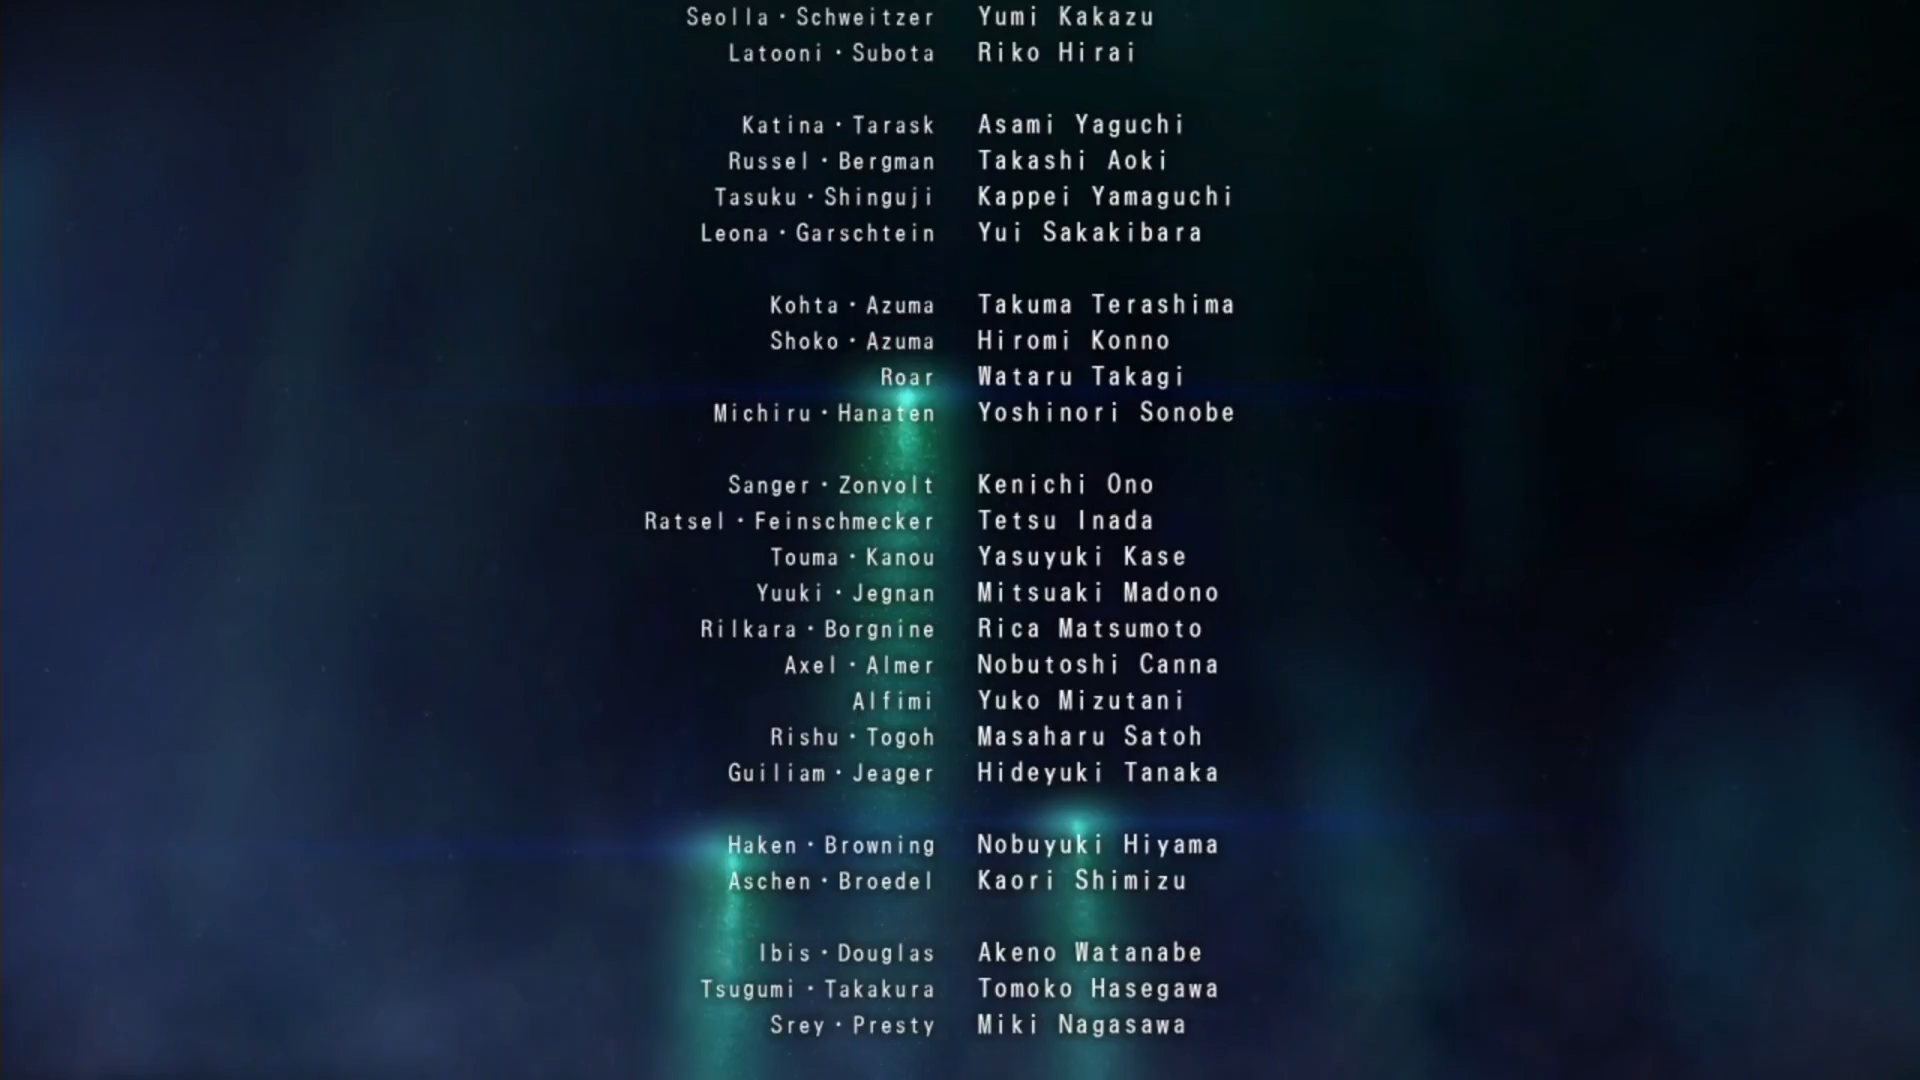 Seolla・Schweitzer Yumi Kakazu
Latooni・Subota Riko Hirai
Katina・Tarask Asami Yaguchi
Russel・Bergman Takashi Aoki
Tasuku・Shinguji Kappei Yamaguchi
Leona・Garschtein Yui Sakakibara
Kohta・Azuma Takuma Terashima
Shoko・Azuma Hiromi Konno
Roar Wataru Takagi
Michiru・Hanaten Yoshinori Sonobe
Sanger・Zonvolt Kenichi Ono
Ratsel・Feinschmecker Tetsu Inada
Touma・Kanou Yasuyuki Kase
Yuuki・Jegnan Mitsuaki Madono
Rilkara・Borgnine Rica Matsumoto
Axel・Almer Nobutoshi Canna
Alfimi Yuko Mizutani
Rishu・Togoh Masaharu Satoh
Guiliam・Jeager Hideyuki Tanaka
Haken・Browning Nobuyuki Hiyama
Aschen・Broedel Kaori Shimizu
Ibis・Douglas Akeno Watanabe
Tsugumi・Takakura Tomoko Hasegawa
Srey・Presty Miki Nagasawa